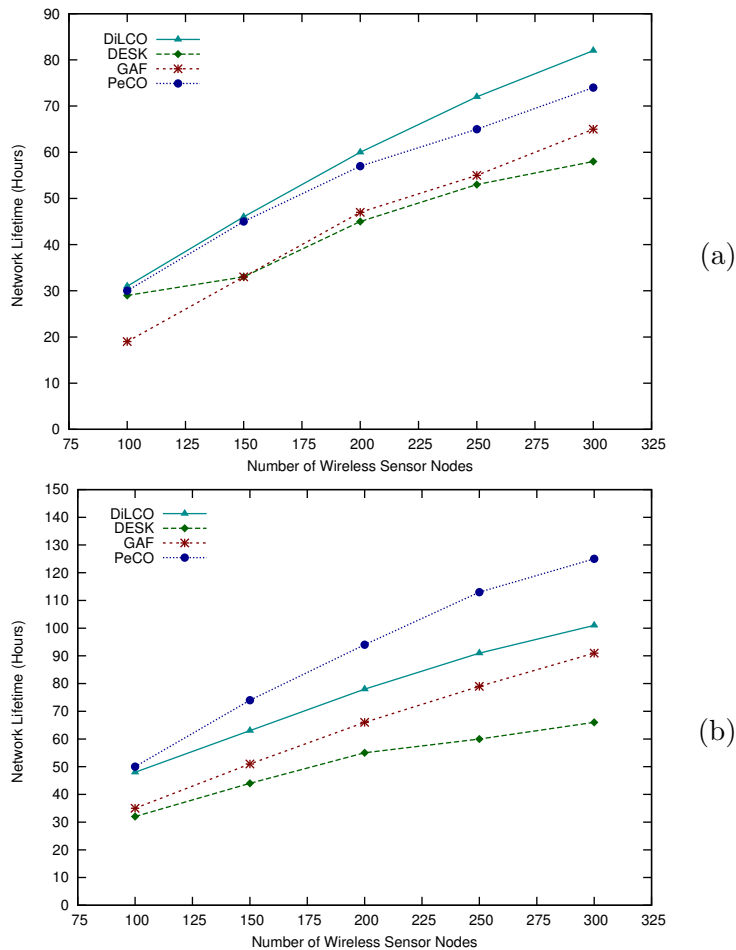 90
80
70
60
50
40
30
20
10
0
DiLCO
DESK
GAF
PeCO
Network Lifetime (Hours)
75 100 125 150 175 200 225 250 275 300 325
Number of Wireless Sensor Nodes
(a)
150
140
130
120
110
100
90
80
70
60
50
40
30
20
10
0
DiLCO
DESK
GAF
PeCO
Network Lifetime (Hours)
75 100 125 150 175 200 225 250 275 300 325
Number of Wireless Sensor Nodes
(b)